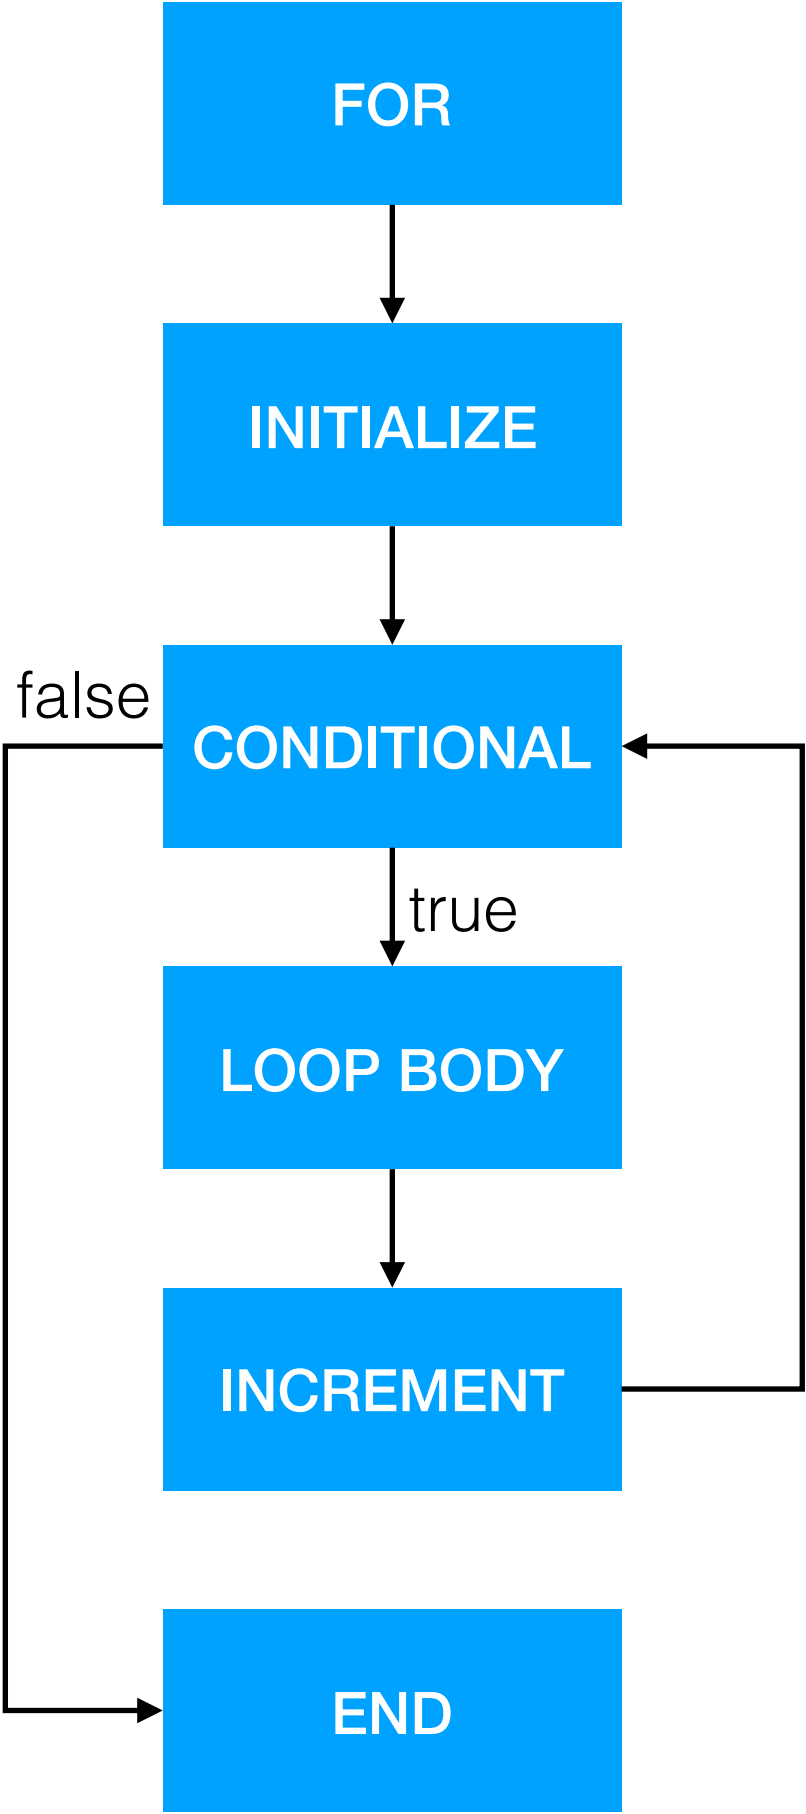 FOR
INITIALIZE
false
CONDITIONAL
true
LOOP BODY
INCREMENT
END